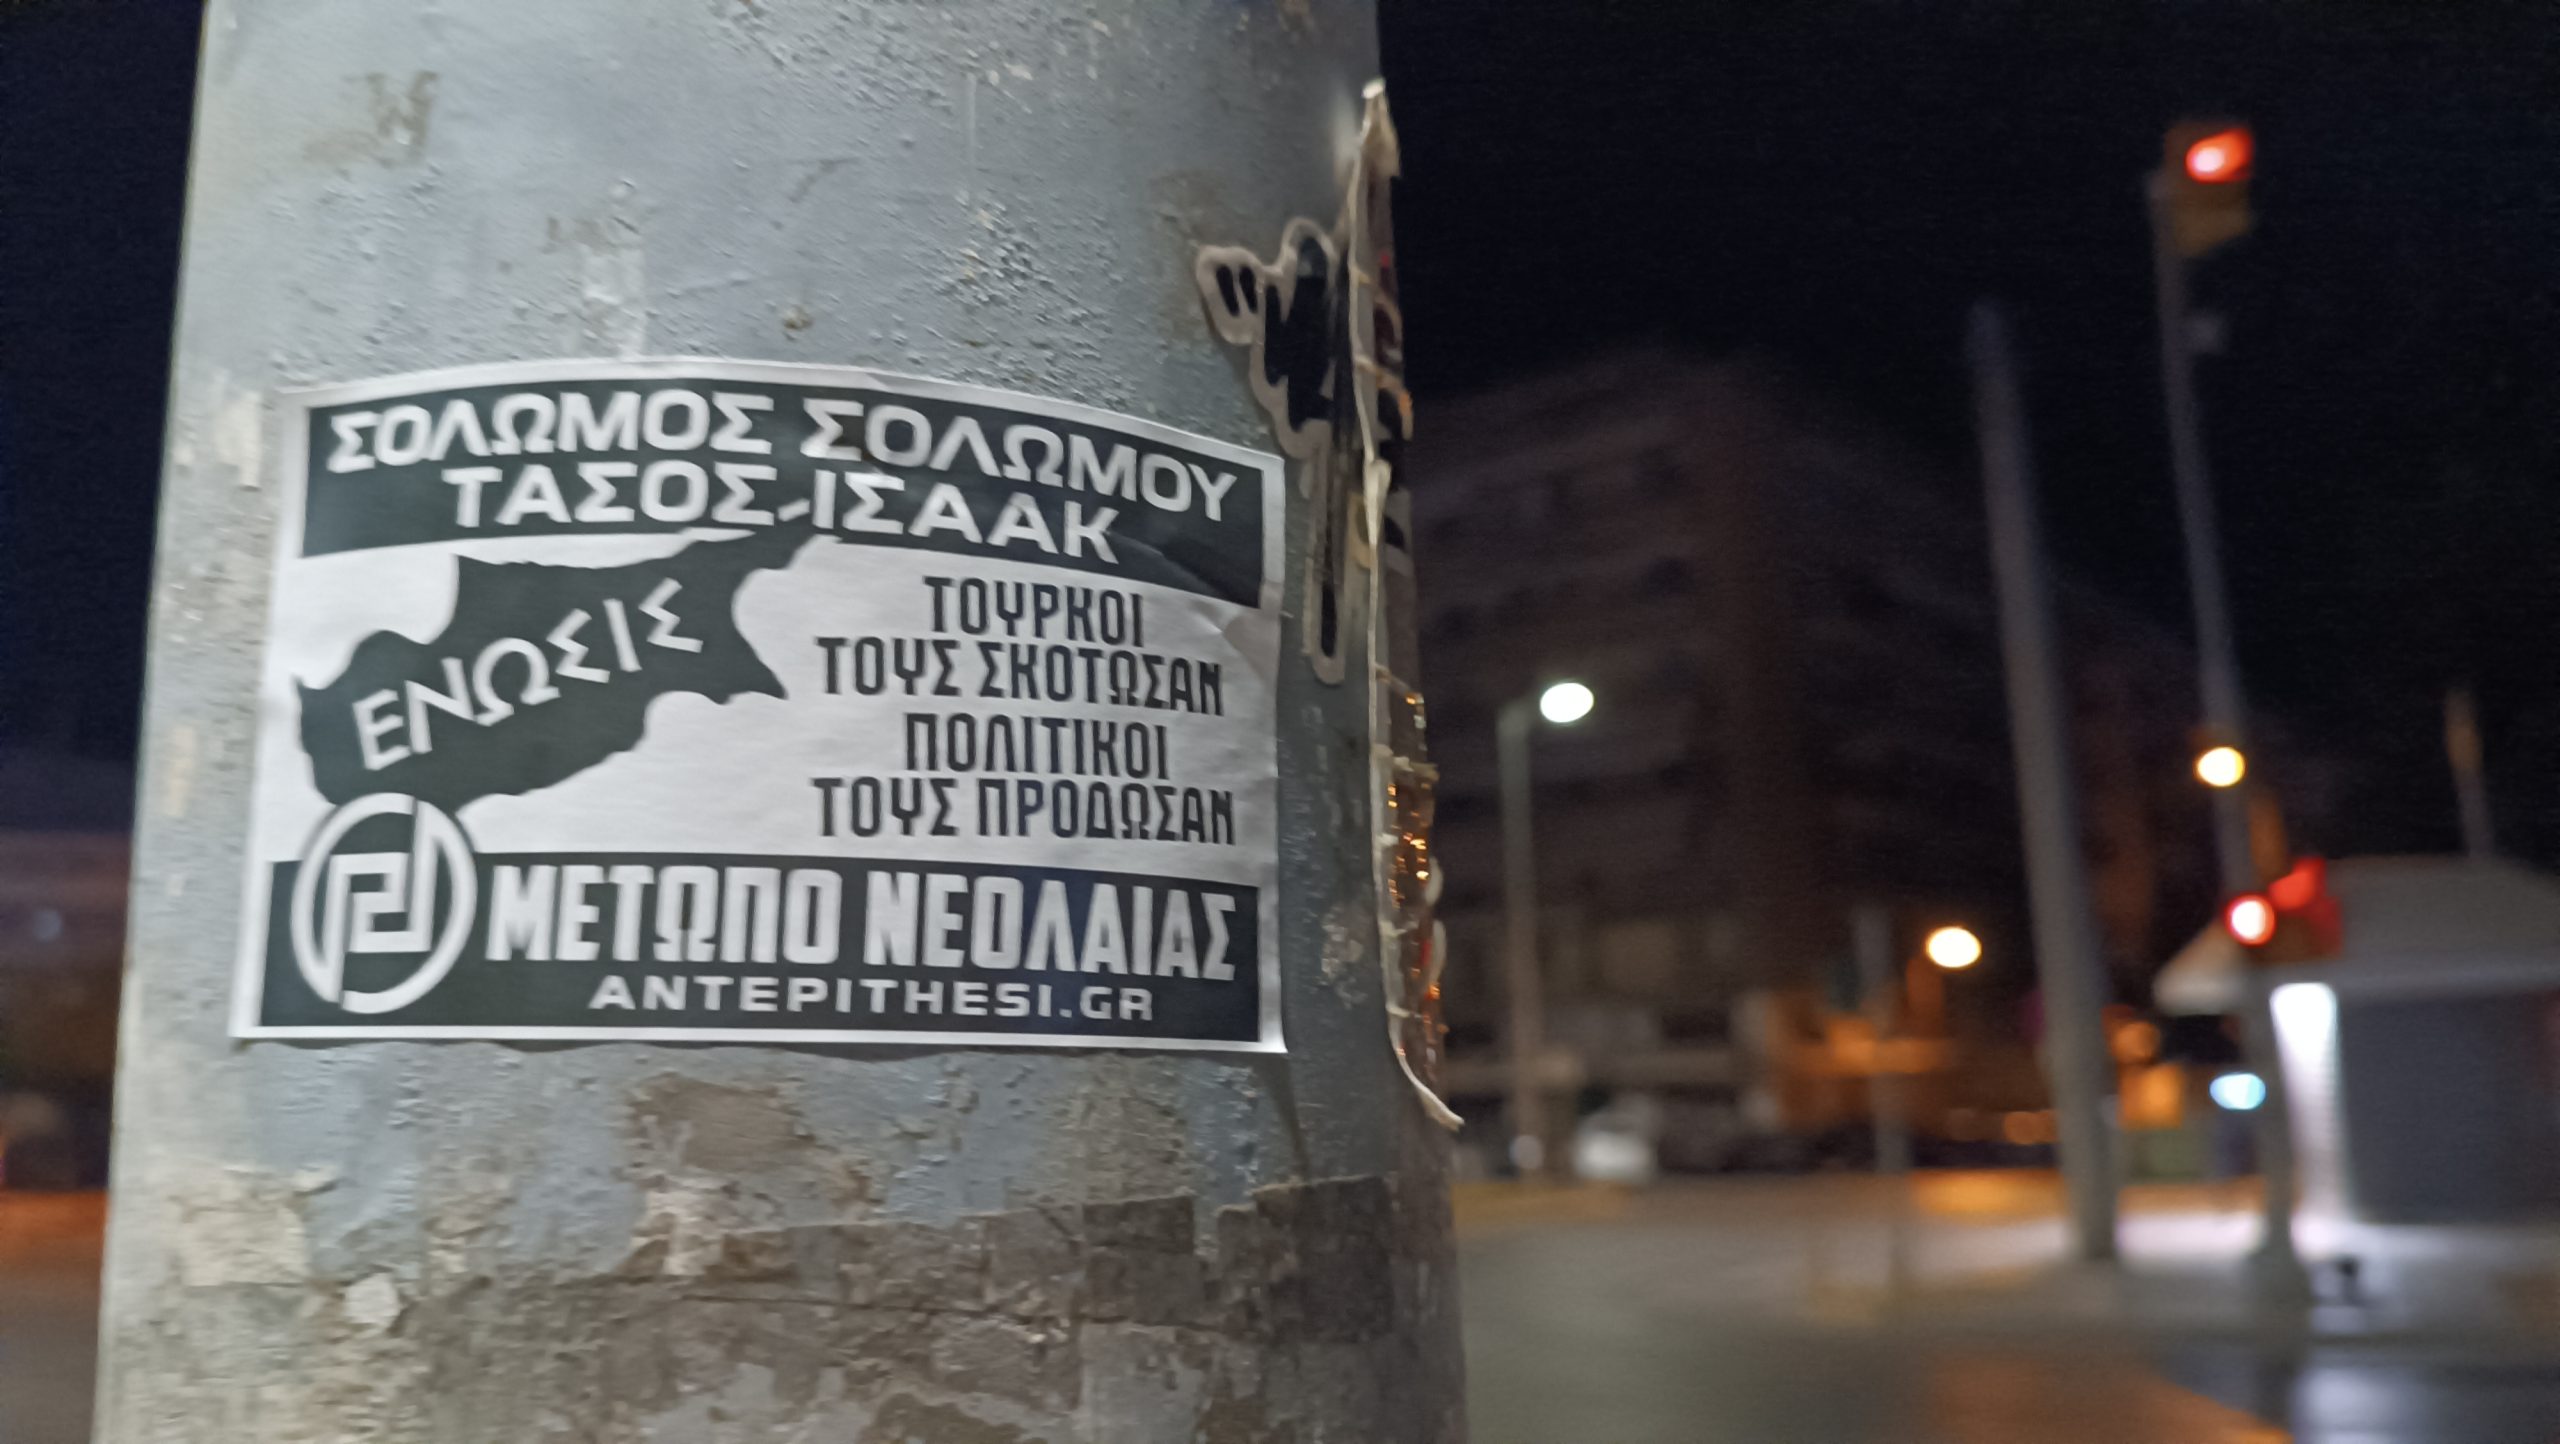 ΣΟΛΩΜΟΣ ΣΟΛΩΜΟΥ
ΤΑΣΟΣ ΙΣΑΑΚ
ΕΝΩΣΙΣ
ΤΟΥΡΚΟΙ
ΤΟΥΣ ΣΚΟΤΩΣΑΝ
ΠΟΛΙΤΙΚΟΙ
ΤΟΥΣ ΠΡΟΔΩΣΑΝ
ΜΕΤΩΠΟ ΝΕΟΛΑΙΑΣ
ANTEPITHESI.GR